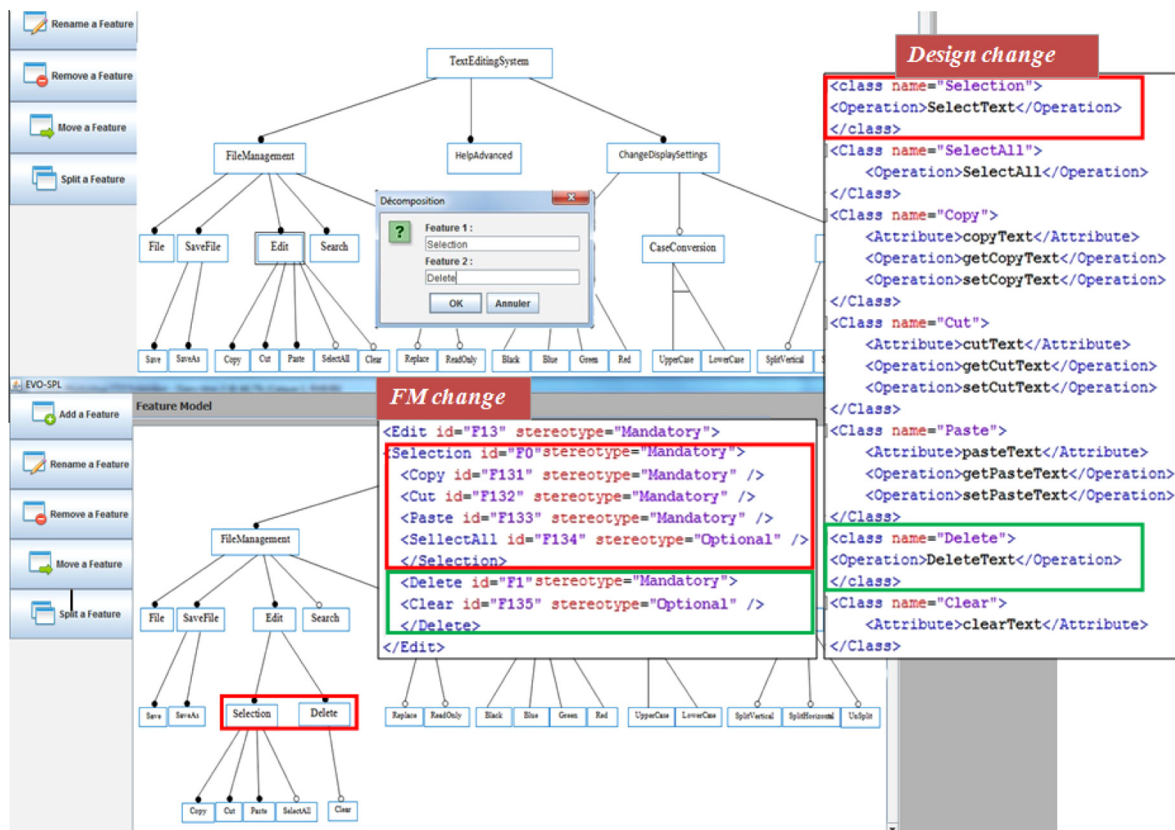 Rename a Feature
Remove a Feature
Move a Feature
Split a Feature
TextEditingSystem
FileManagement
HelpAdvanced
ChangeDisplaySettings
File
SaveFile
Edit
Search
CaseConversion
Save
SaveAs
Copy
Cut
Paste
SelectAll
Clear
Replace
ReadOnly
Black
Blue
Green
Red
UpperCase
LowerCase
SplitVertical
Décomposition
?
Feature 1 :
Selection
Feature 2 :
Delete
OK
Annuler
Design change
<class name="Selection">
<Operation>SelectText</Operation>
</class>
<Class name="SelectAll">
<Operation>SelectAll</Operation>
</Class>
<Class name="Copy">
<Attribute>copyText</Attribute>
<Operation>getCopyText</Operation>
<Operation>setCopyText</Operation>
</Class>
<Class name="Cut">
<Attribute>cutText</Attribute>
<Operation>getCutText</Operation>
<Operation>setCutText</Operation>
</Class>
<Class name="Paste">
<Attribute>pasteText</Attribute>
<Operation>getPasteText</Operation>
<Operation>setPasteText</Operation>
</Class>
<class name="Delete">
<Operation>DeleteText</Operation>
</class>
<Class name="Clear">
<Attribute>clearText</Attribute>
</Class>
EVO-SPL
Add a Feature
Rename a Feature
Remove a Feature
Move a Feature
Split a Feature
Feature Model
FM change
<Edit id="F13" stereotype="Mandatory">
<Selection id="F0"stereotype="Mandatory">
<Copy id="F131" stereotype="Mandatory" />
<Cut id="F132" stereotype="Mandatory" />
<Paste id="F133" stereotype="Mandatory" />
<SellectAll id="F134" stereotype="Optional" />
</Selection>
<Delete id="F1"stereotype="Mandatory">
<Clear id="F135" stereotype="Optional" />
</Delete>
</Edit>
FileManagement
File
SaveFile
Edit
Search
Save
SaveAs
Selection
Delete
Replace
ReadOnly
Black
Blue
Green
Red
UpperCase
LowerCase
SplitVertical
SplitHorizontal
UnSplit
Copy
Cut
Paste
SelectAll
Clear